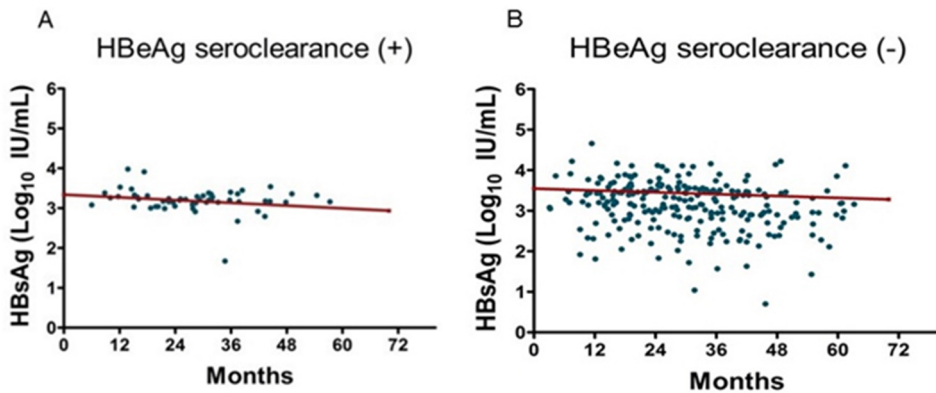 A
HBeAg seroclearance (+)
HBsAg (Log10 IU/mL)
6
5
4
3
2
1
0
0 12 24 36 48 60 72
Months
B
HBeAg seroclearance (-)
HBsAg (Log10 IU/mL)
6
5
4
3
2
1
0
0 12 24 36 48 60 72
Months